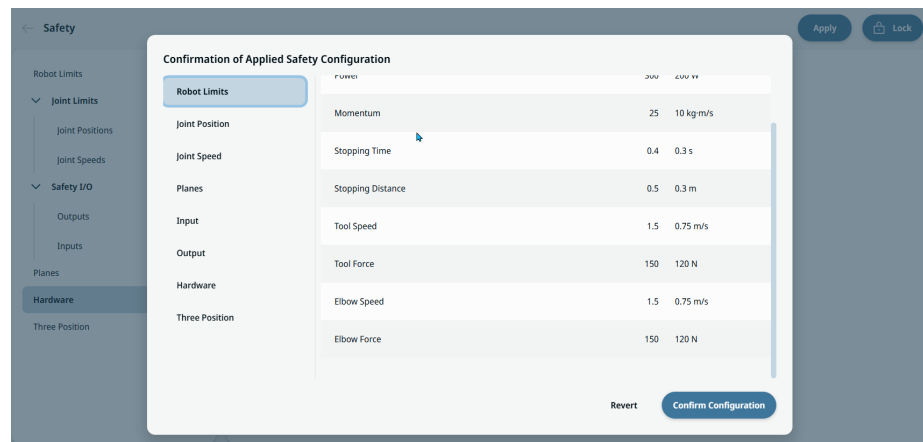 Safety
Apply
Lock
Confirmation of Applied Safety Configuration
Robot Limits
Joint Limits
Joint Positions
Joint Speeds
Safety I/O
Outputs
Inputs
Planes
Hardware
Three Position
Robot Limits
Joint Position
Joint Speed
Planes
Input
Output
Hardware
Three Position
Power 300 200 W
Momentum 25 10 kg·m/s
Stopping Time 0.4 0.3 s
Stopping Distance 0.5 0.3 m
Tool Speed 1.5 0.75 m/s
Tool Force 150 120 N
Elbow Speed 1.5 0.75 m/s
Elbow Force 150 120 N
Revert
Confirm Configuration